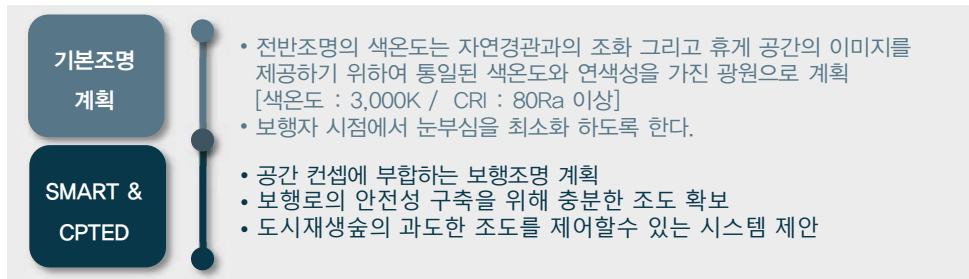 기본조명
계획
• 전반조명의 색온도는 자연경관과의 조화 그리고 휴게 공간의 이미지를
제공하기 위하여 통일된 색온도와 연색성을 가진 광원으로 계획
[색온도 : 3,000K / CRI : 80Ra 이상]
• 보행자 시점에서 눈부심을 최소화 하도록 한다.
SMART &
CPTED
• 공간 컨셉에 부합하는 보행조명 계획
• 보행로의 안전성 구축을 위해 충분한 조도 확보
• 도시재생숲의 과도한 조도를 제어할수 있는 시스템 제안